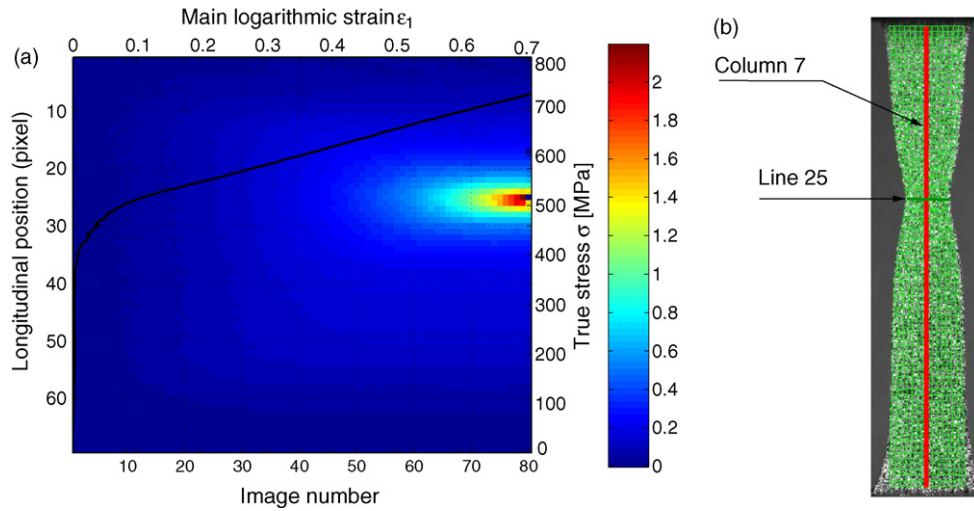 Main logarithmic strain ε1
(a)
0 0.1 0.2 0.3 0.4 0.5 0.6 0.7
Longitudinal position (pixel)
10
20
30
40
50
60
10 20 30 40 50 60 70 80
Image number
800
700
600
500
400
300
200
100
0
True stress σ [MPa]
2
1.8
1.6
1.4
1.2
1
0.8
0.6
0.4
0.2
0
(b)
Column 7
Line 25